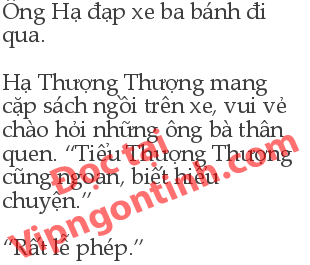 Ông Hạ đạp xe ba bánh đi
qua.
Hạ Thượng Thượng mang
cặp sách ngồi trên xe, vui vẻ
chào hỏi những ông bà thân
quen. “Tiểu Thượng Thượng
cũng ngoan, biết hiểu
chuyện.”
“Rất lễ phép.”
Đọc tại
Vipngontinh.com